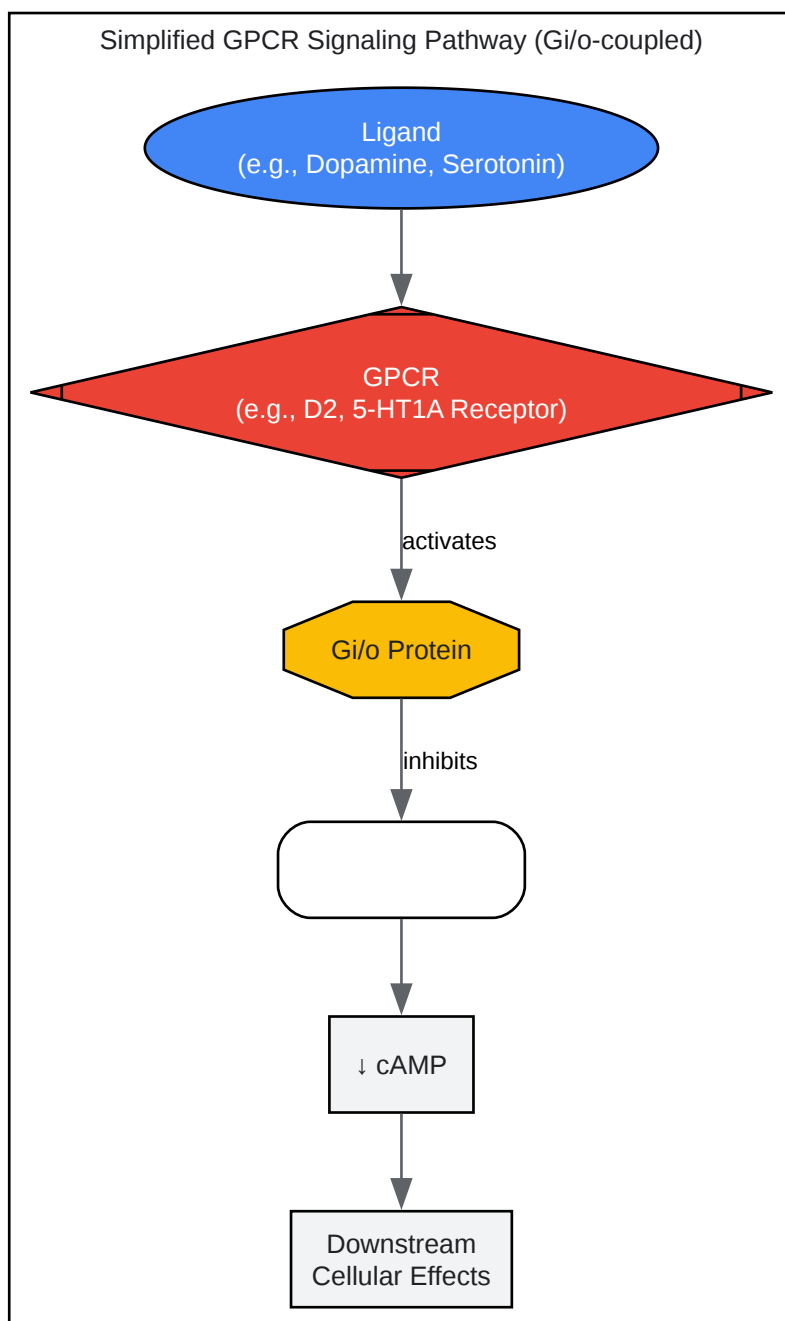 Simplified GPCR Signaling Pathway (Gi/o-coupled)
Ligand
(e.g., Dopamine, Serotonin)
GPCR
(e.g., D2, 5-HT1A Receptor)
activates
Gi/o Protein
inhibits
↓ cAMP
Downstream
Cellular Effects